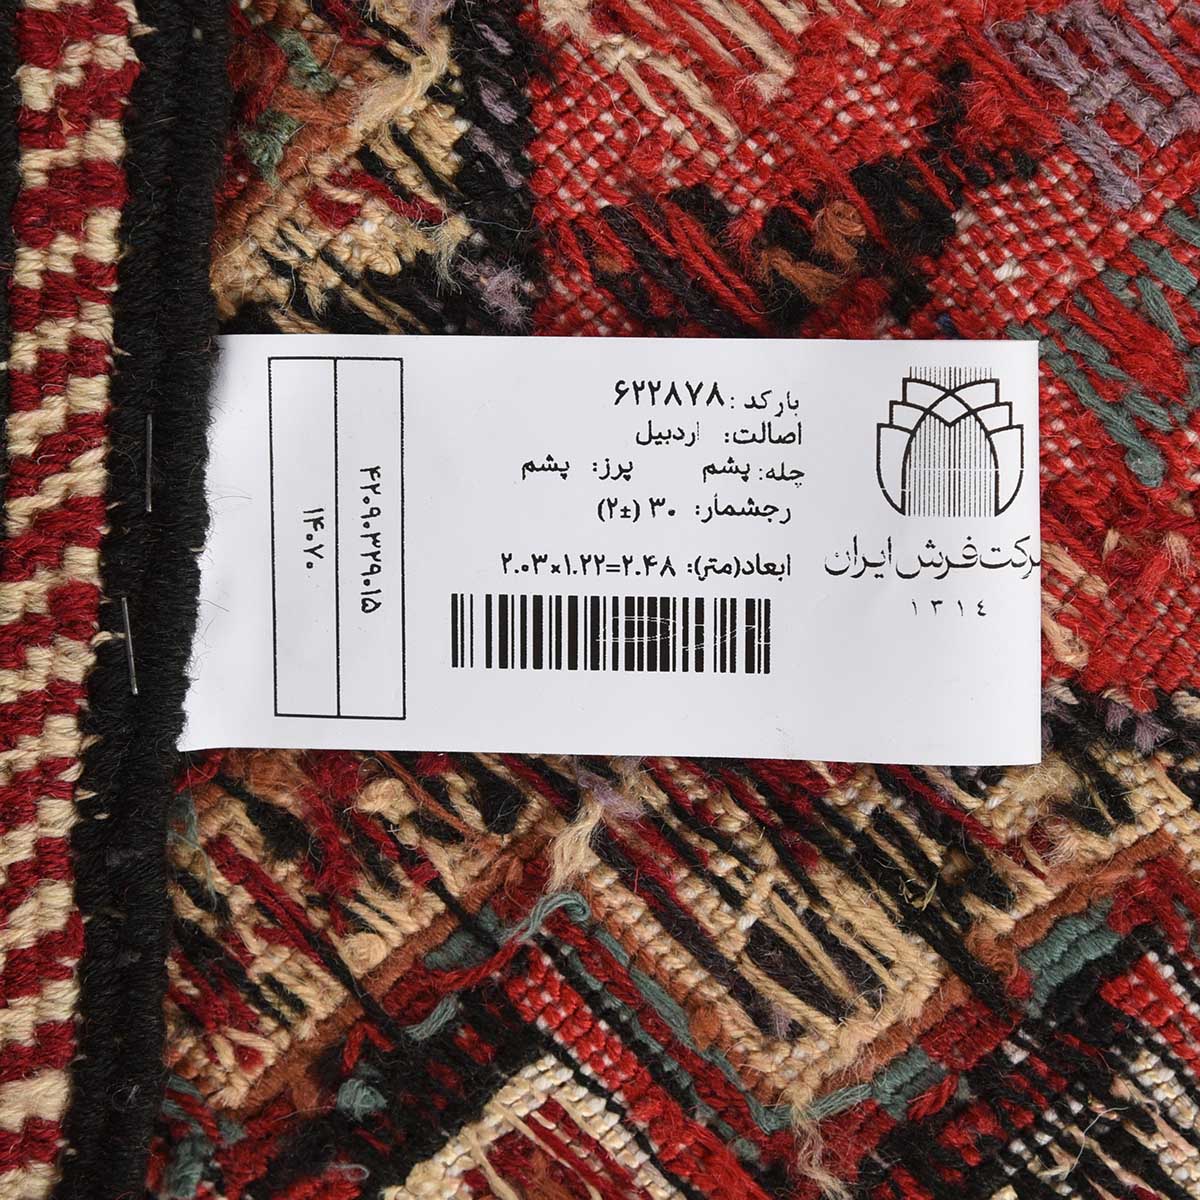 شرکت فرش ایران
۱۳۱٤
بارکد: ۶۲۲۸۷۸
اصالت: اردبیل
چله: پشم پرز: پشم
رجشمار: ۳۰ (±۲)
ابعاد(متر): ۲.۰۳×۱.۲۲=۲.۴۸
۴۲۰۹۰۳۲۹۰۱۵
۱۴۰۷۰